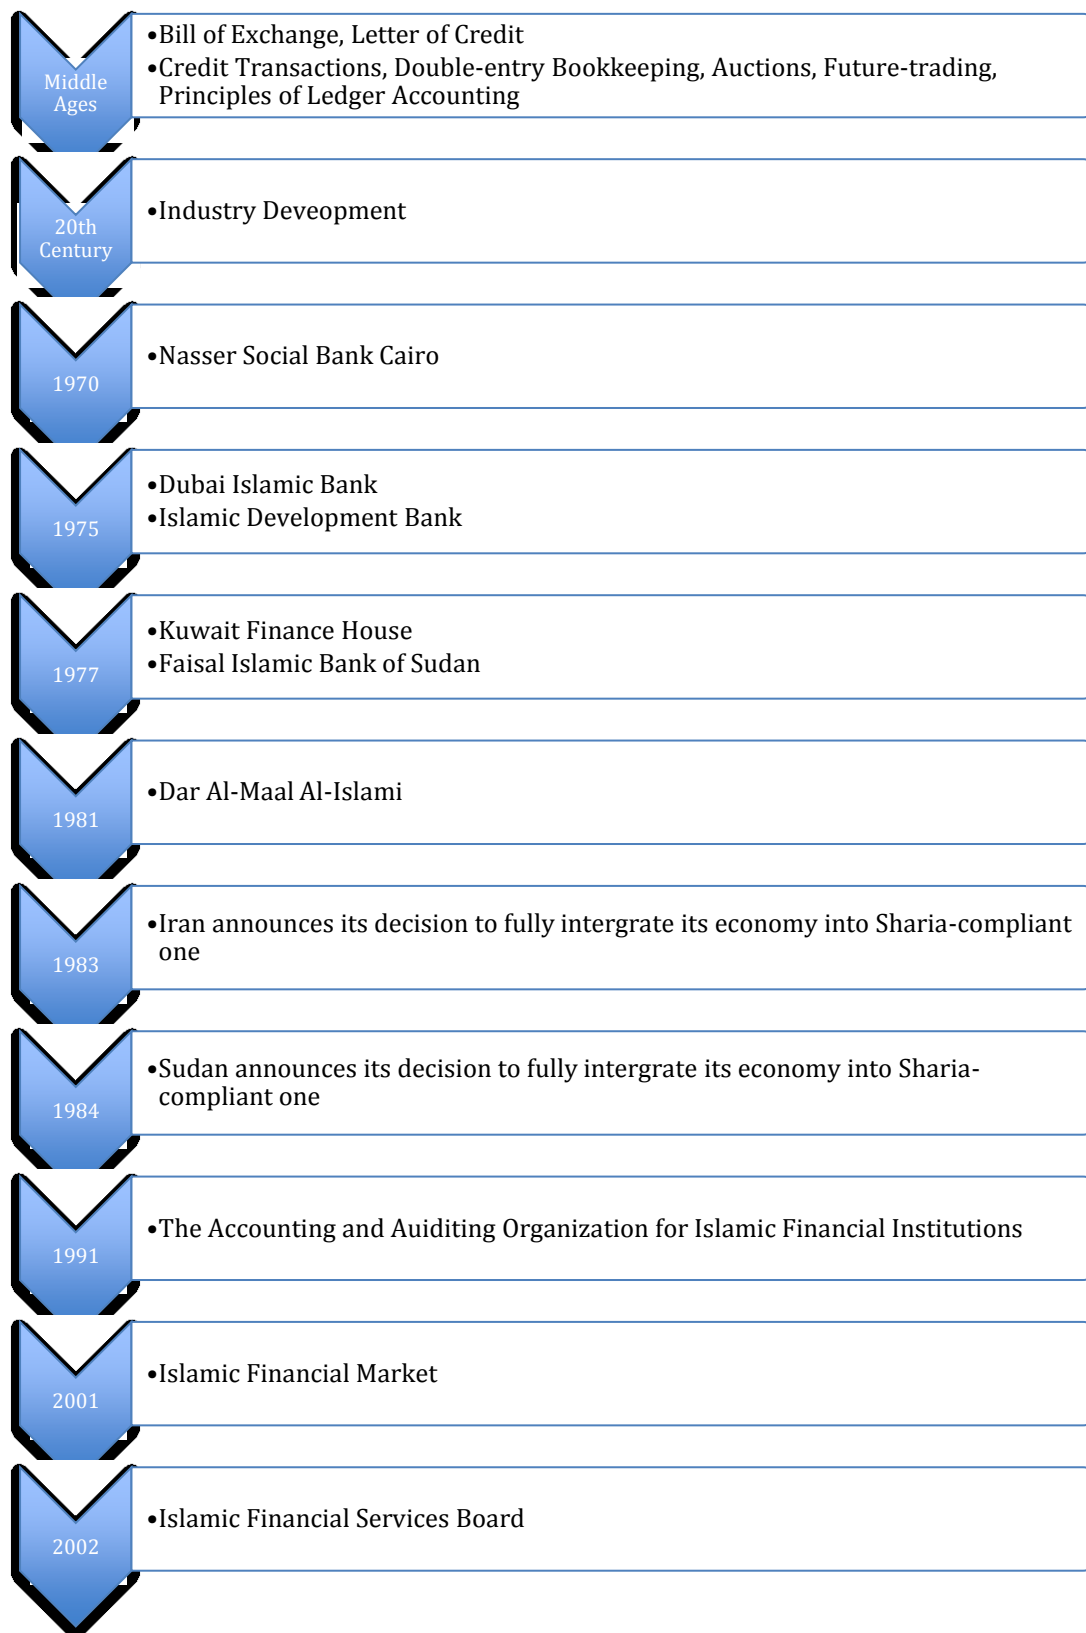 Middle
Ages
•Bill of Exchange, Letter of Credit
•Credit Transactions, Double-entry Bookkeeping, Auctions, Future-trading,
Principles of Ledger Accounting
20th
Century
•Industry Deveopment
1970
•Nasser Social Bank Cairo
1975
•Dubai Islamic Bank
•Islamic Development Bank
1977
•Kuwait Finance House
•Faisal Islamic Bank of Sudan
1981
•Dar Al-Maal Al-Islami
1983
•Iran announces its decision to fully intergrate its economy into Sharia-compliant
one
1984
•Sudan announces its decision to fully intergrate its economy into Sharia-
compliant one
1991
•The Accounting and Auiditing Organization for Islamic Financial Institutions
2001
•Islamic Financial Market
2002
•Islamic Financial Services Board